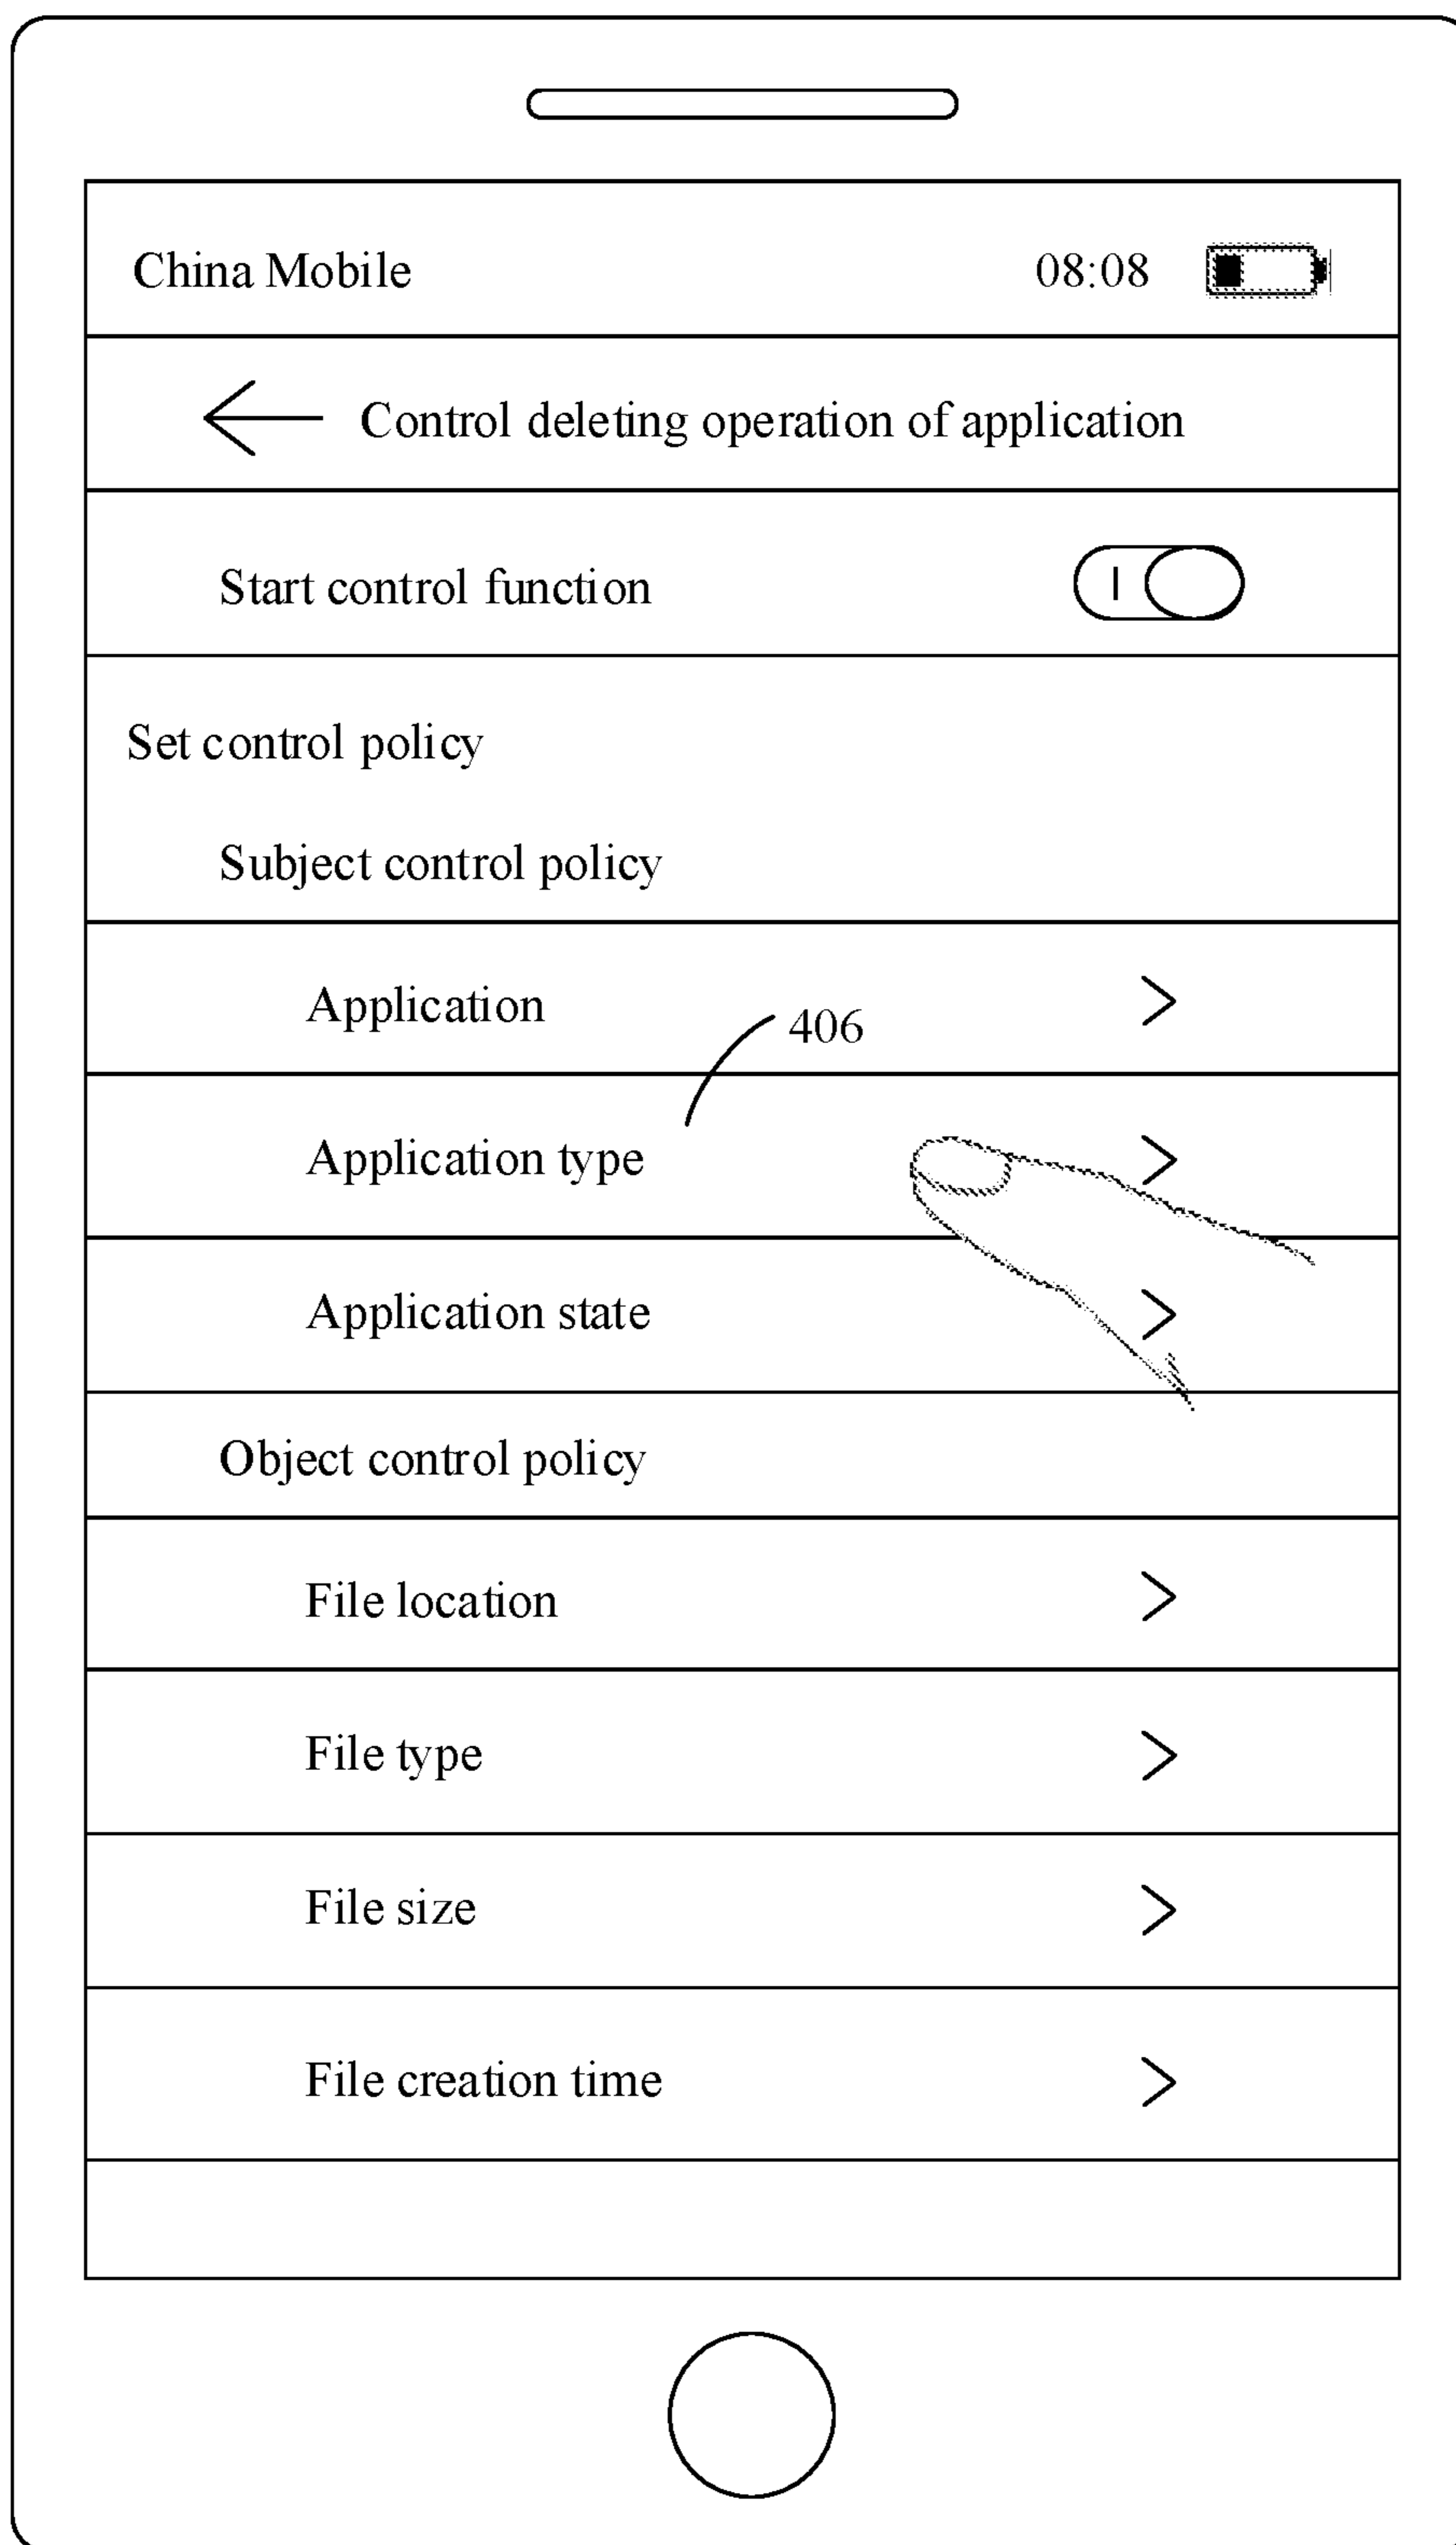 China Mobile 08:08
Control deleting operation of application
Start control function
Set control policy
Subject control policy
Application
406
Application type
Application state
Object control policy
File location
File type
File size
File creation time